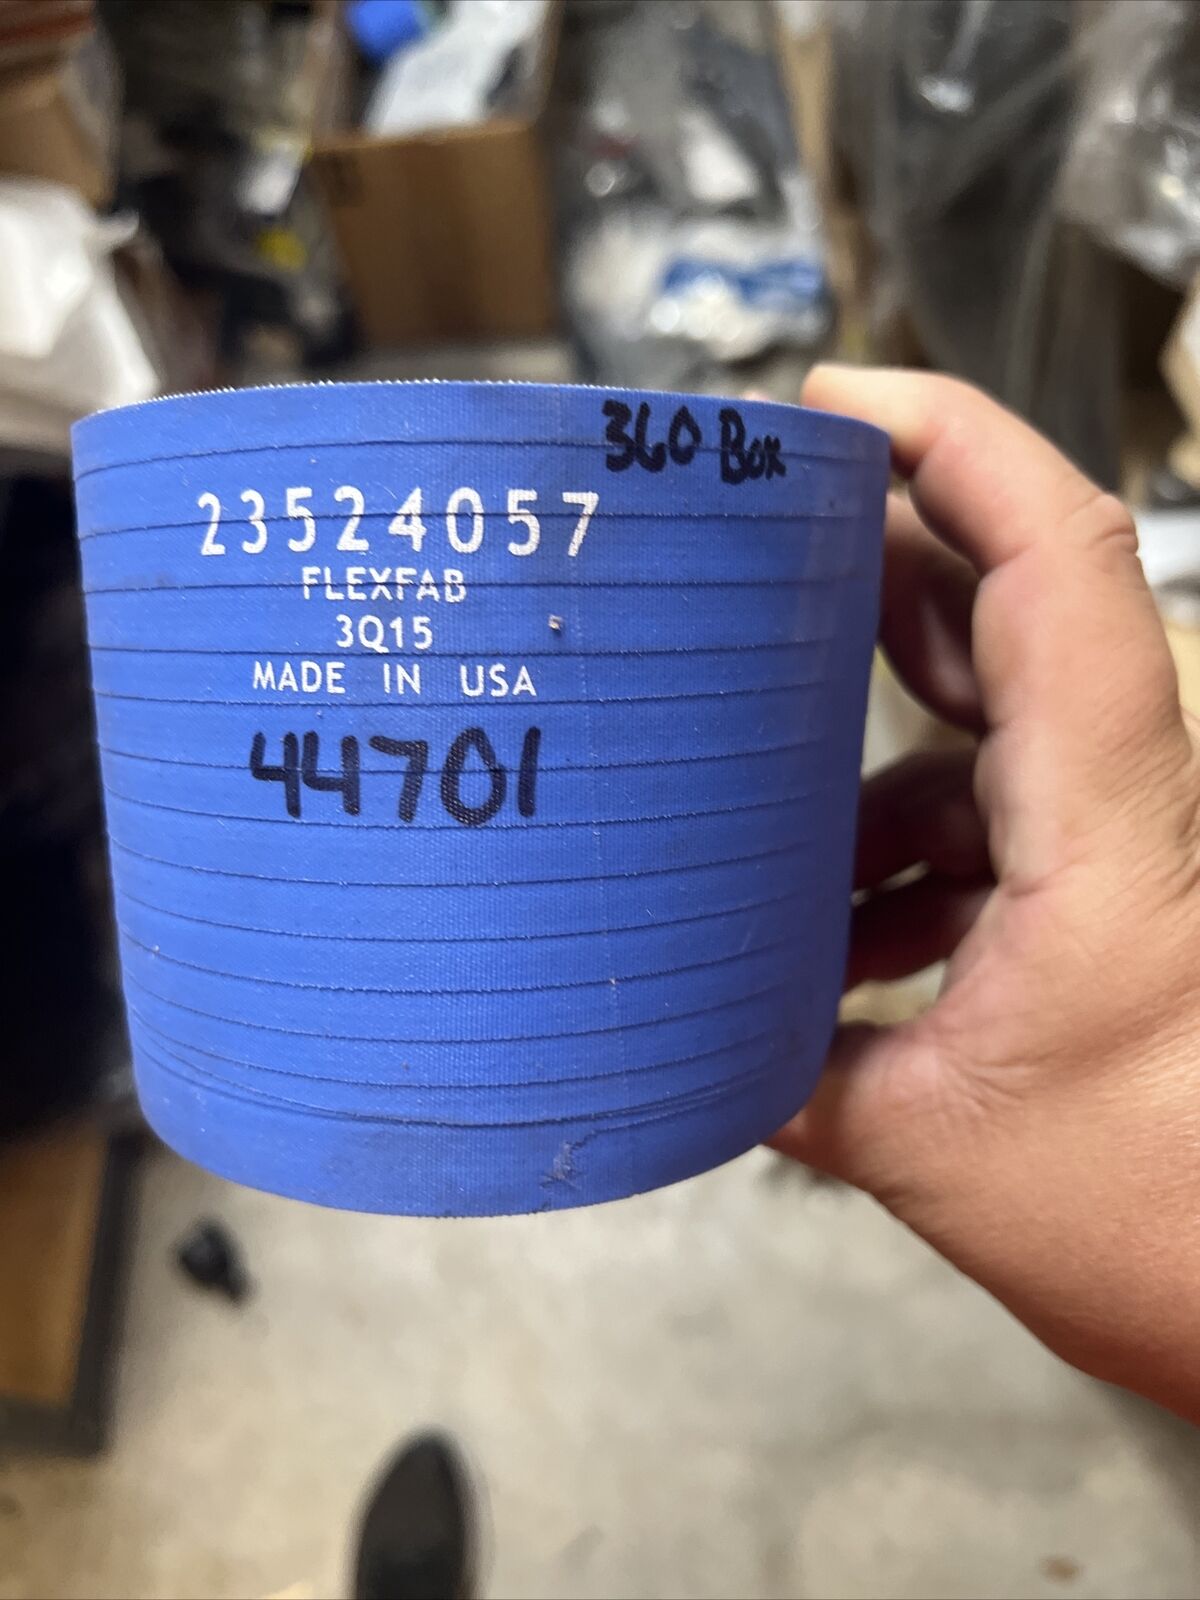 360 Box
23524057
FLEXFAB
3Q15
MADE IN USA
44701